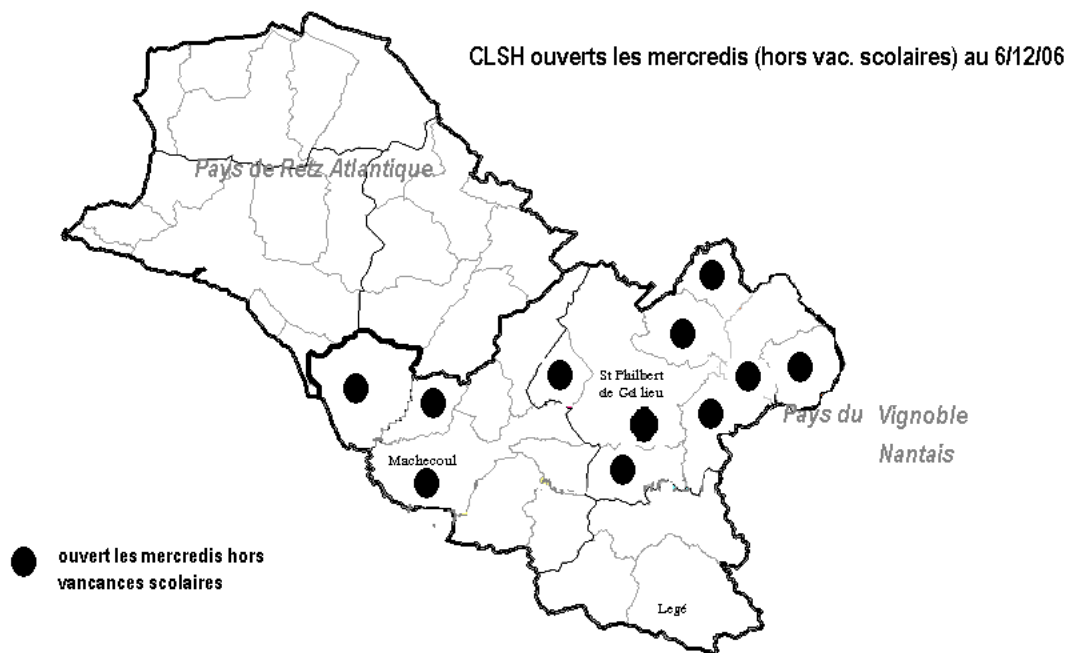 CLSH ouverts les mercredis (hors vac. scolaires) au 6/12/06
Pays de Retz Atlantique
St Philbert
de Gd lieu
Pays du Vignoble
Nantais
Machecoul
ouvert les mercredis hors
vancances scolaires
Legé